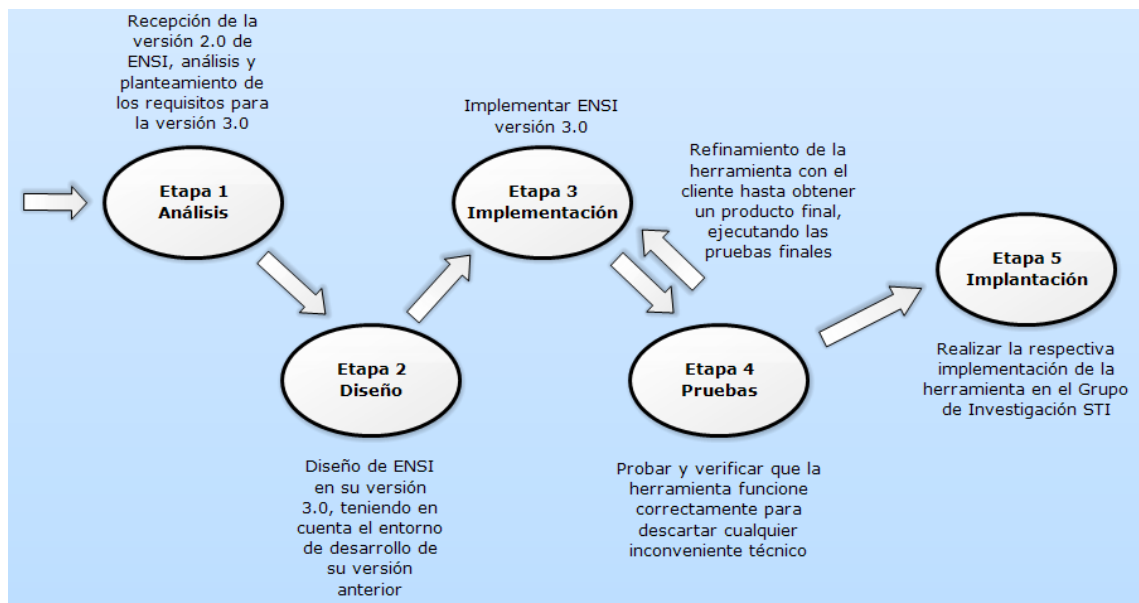 Recepción de la
versión 2.0 de
ENSI, análisis y
planteamiento de
los requisitos para
la versión 3.0
Etapa 1
Análisis
Etapa 2
Diseño
Diseño de ENSI
en su versión
3.0, teniendo en
cuenta el entorno
de desarrollo de
su versión
anterior
Implementar ENSI
versión 3.0
Etapa 3
Implementación
Refinamiento de la
herramienta con el
cliente hasta obtener
un producto final,
ejecutando las
pruebas finales
Etapa 4
Pruebas
Probar y verificar que la
herramienta funcione
correctamente para
descartar cualquier
inconveniente técnico
Etapa 5
Implantación
Realizar la respectiva
implementación de la
herramienta en el Grupo
de Investigación STI